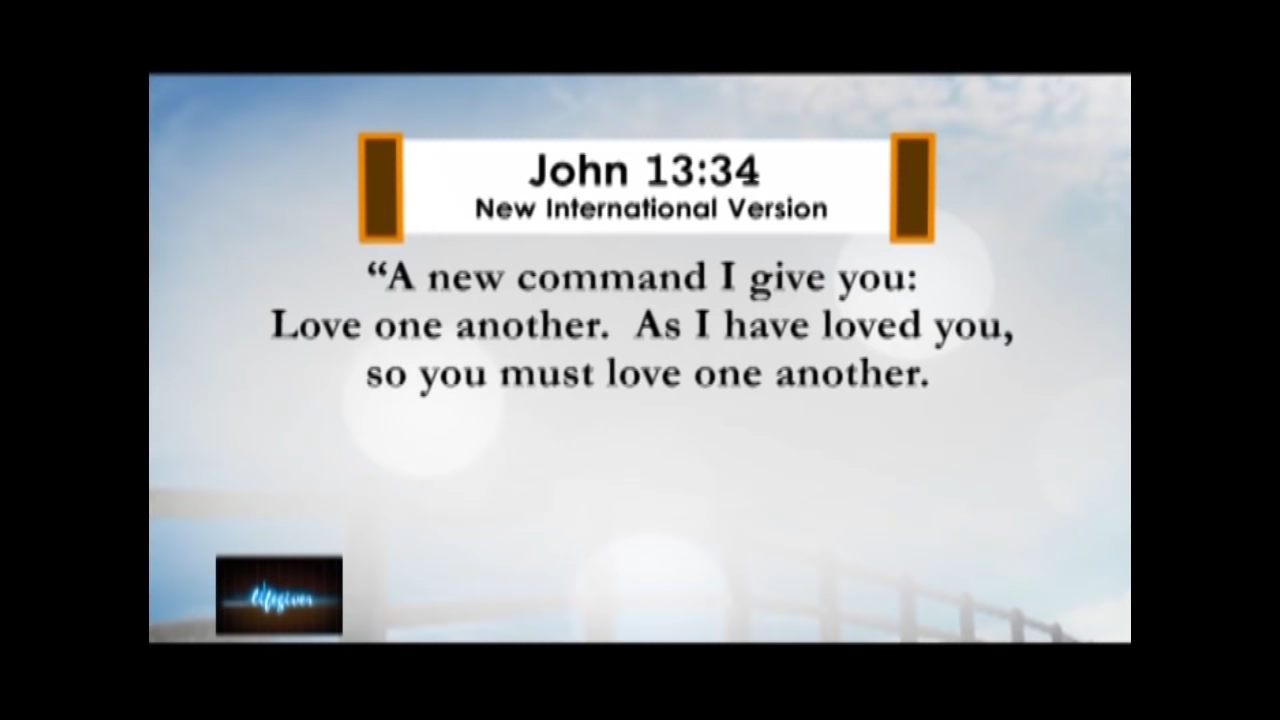 John 13:34
New International Version
“A new command I give you:
Love one another. As I have loved you,
so you must love one another.
lifegiver